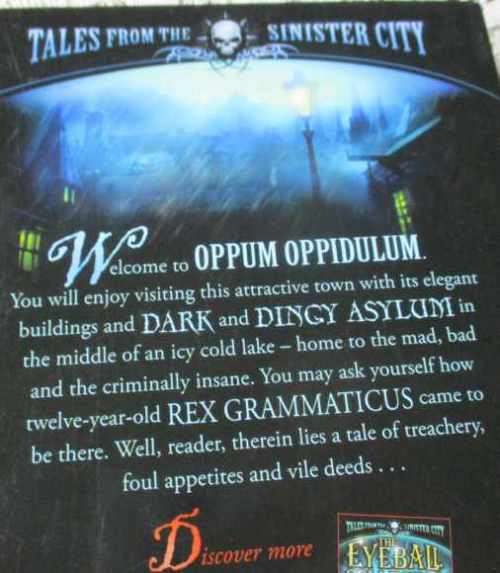 TALES FROM THE SINISTER CITY
Welcome to OPPUM OPPIDULUM.
You will enjoy visiting this attractive town with its elegant
buildings and DARK and DINGY ASYLUM in
the middle of an icy cold lake – home to the mad, bad
and the criminally insane. You may ask yourself how
twelve-year-old REX GRAMMATICUS came to
be there. Well, reader, therein lies a tale of treachery,
foul appetites and vile deeds . . .
Discover more
TALES FROM THE SINISTER CITY
THE
EYEBALL